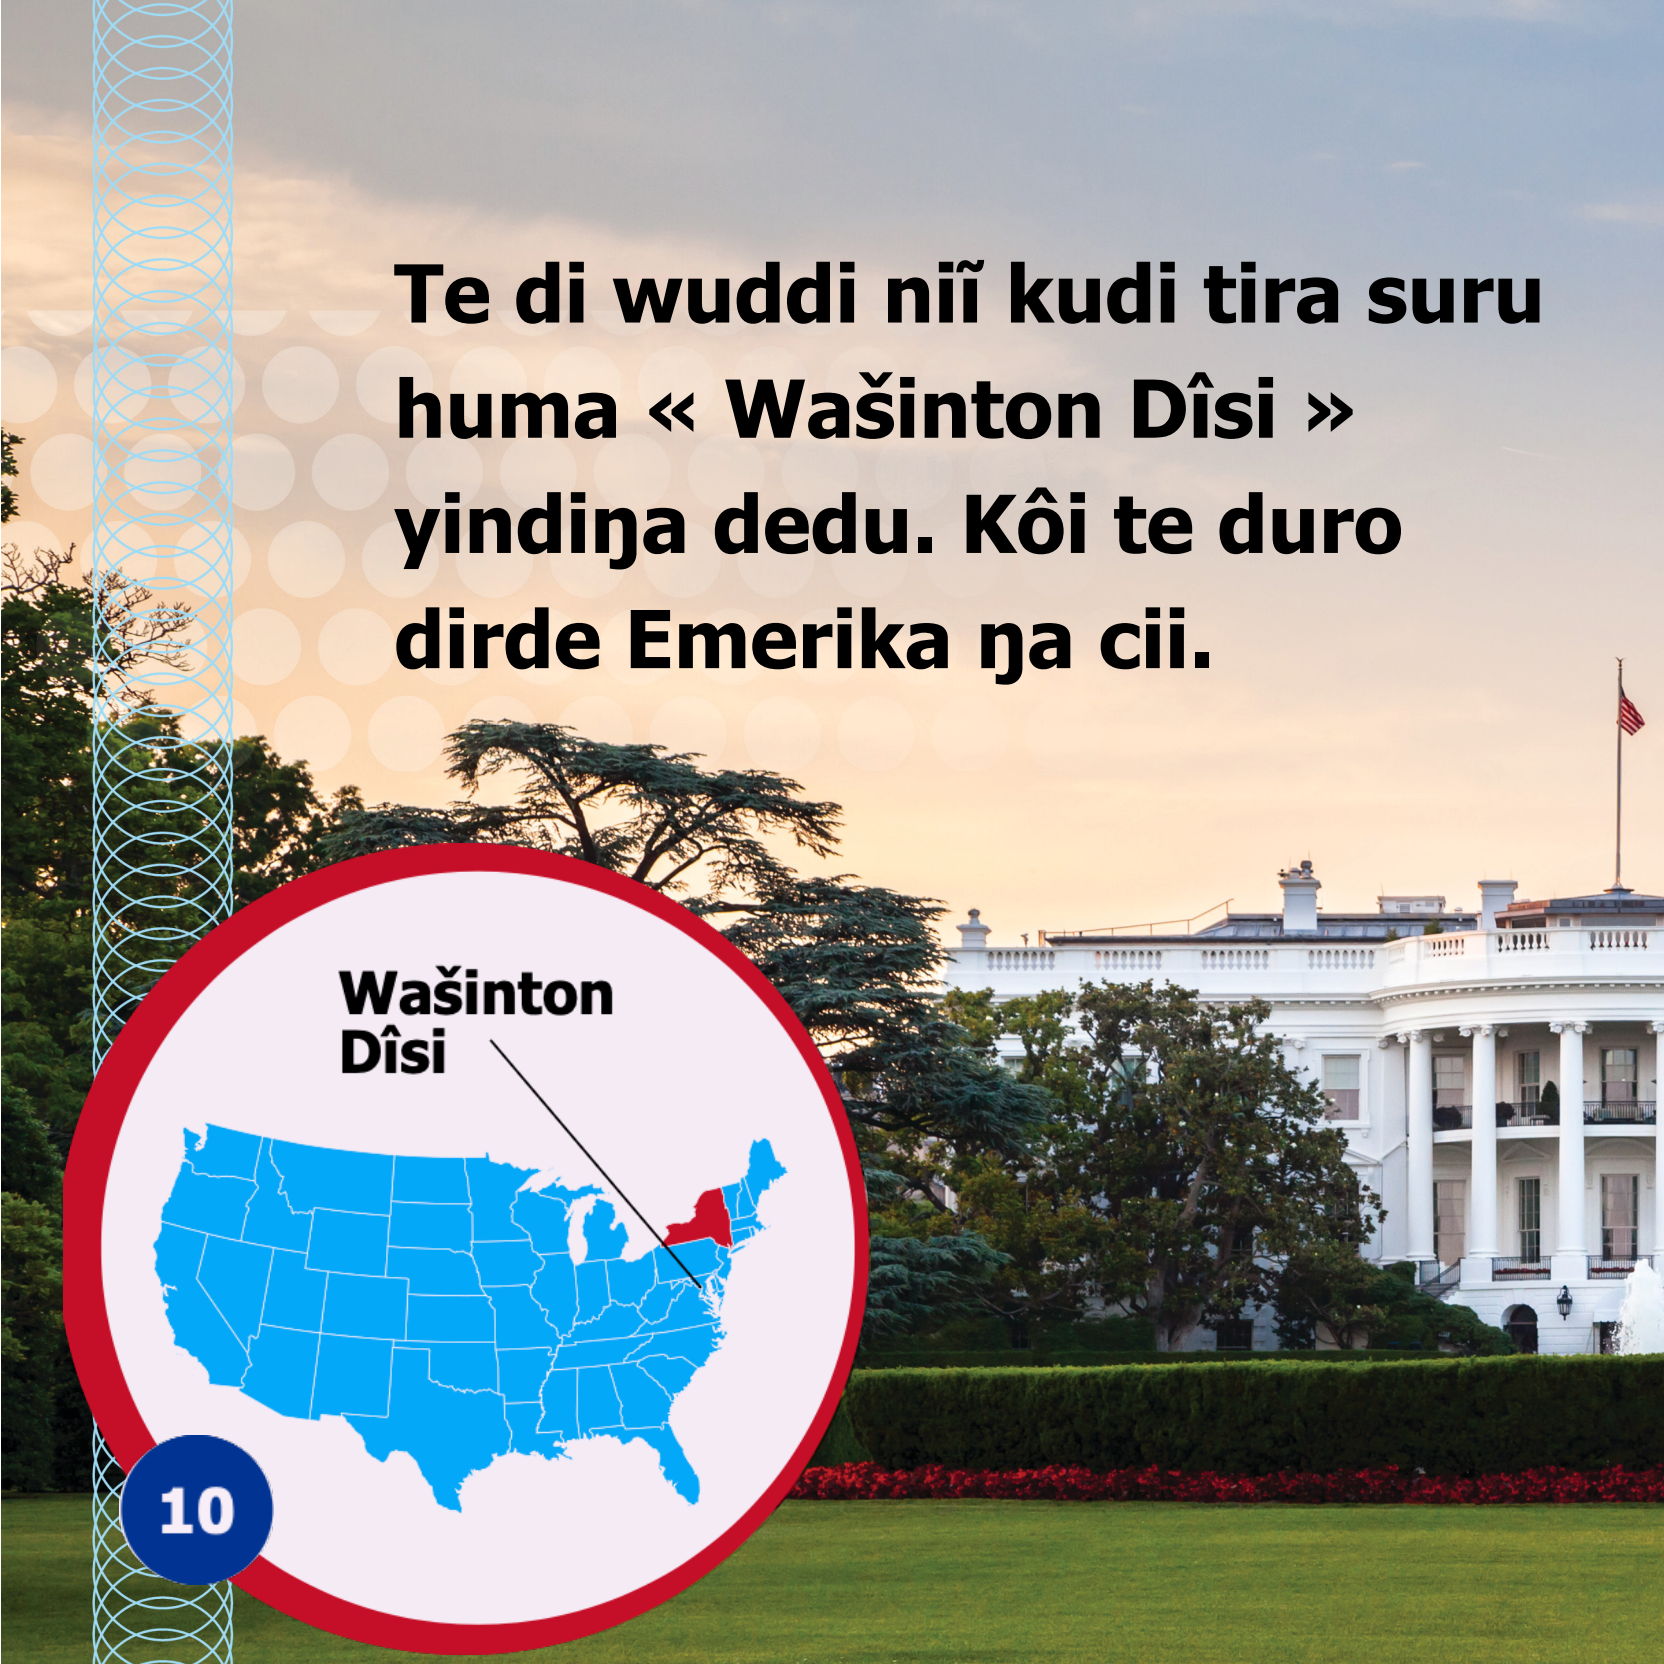 Te di wuddi niĩ kudi tira suru
huma « Wašinton Dîsi »
yindiŋa dedu. Kôi te duro
dirde Emerika ŋa cii.
Wašinton
Dîsi
10